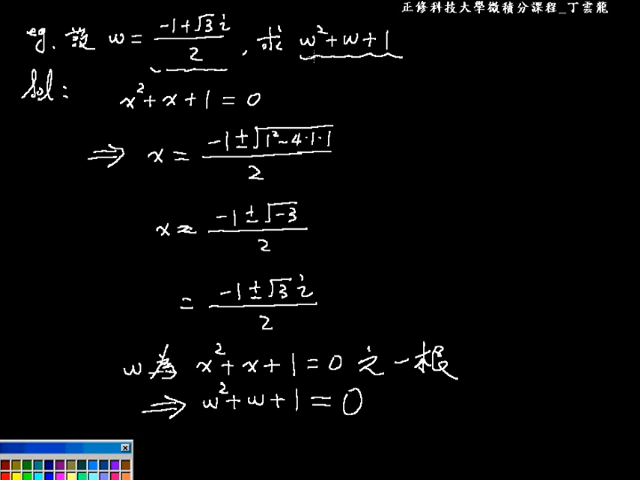 正修科技大學微積分課程_丁雲龍
eg. 設 w = (-1+√3 i)/2 , 求 w²+w+1
Sol:
x²+x+1=0
⇒ x = (-1±√(1²-4·1·1))/2
x = (-1±√-3)/2
= (-1±√3 i)/2
w 為 x²+x+1=0 之一根
⇒ w²+w+1=0